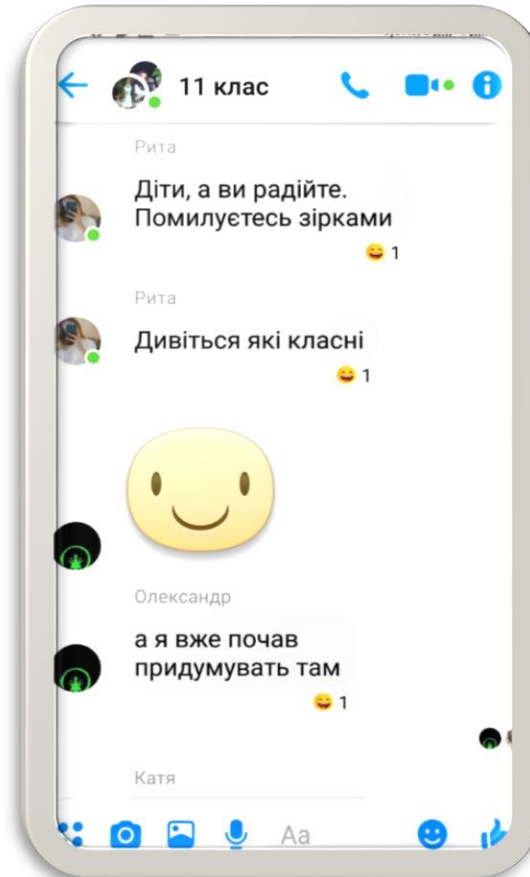 11 клас
Рита
Діти, а ви радійте.
Помилуєтесь зірками
1
Рита
Дивіться які класні
1
Олександр
а я вже почав
придумувать там
1
Катя
Aa